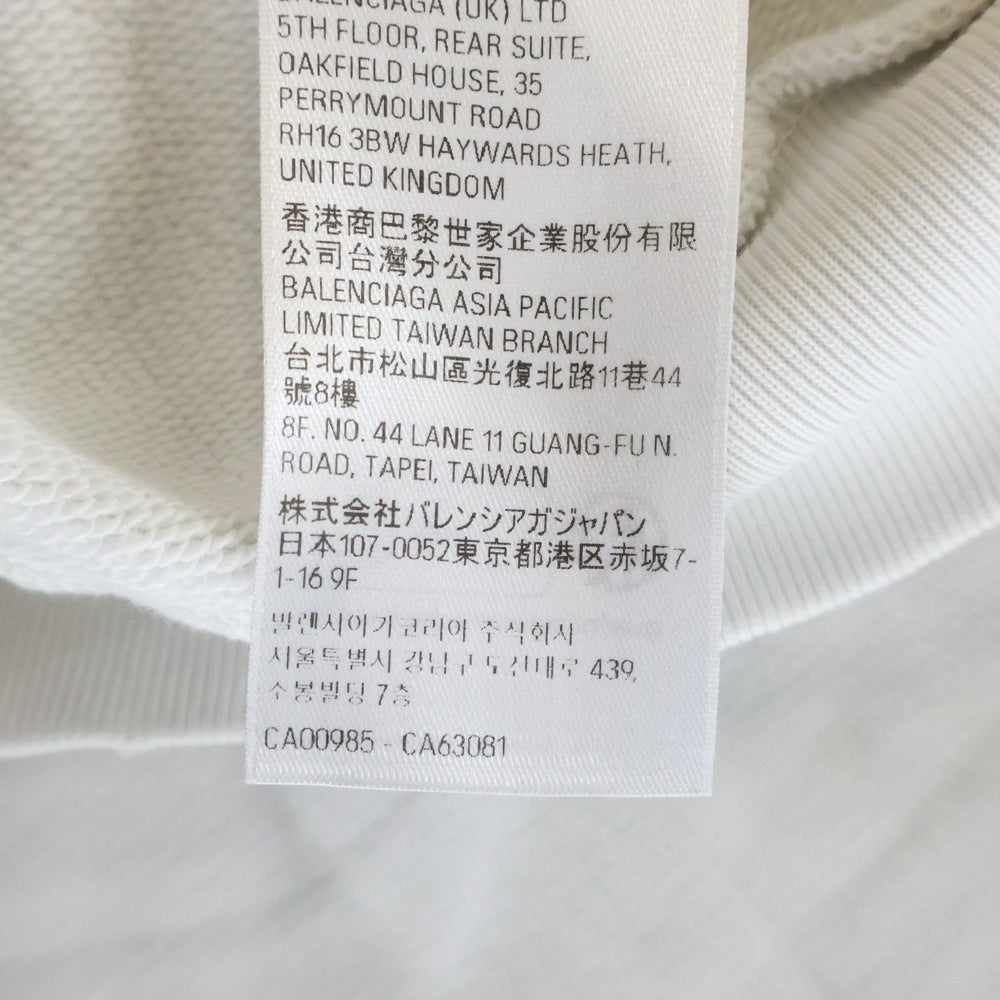 BALENCIAGA (UK) LTD
5TH FLOOR, REAR SUITE,
OAKFIELD HOUSE, 35
PERRYMOUNT ROAD
RH16 3BW HAYWARDS HEATH,
UNITED KINGDOM
香港商巴黎世家企業股份有限
公司台灣分公司
BALENCIAGA ASIA PACIFIC
LIMITED TAIWAN BRANCH
台北市松山區光復北路11巷44
號8樓
8F. NO. 44 LANE 11 GUANG-FU N.
ROAD, TAPEI, TAIWAN
株式会社バレンシアガジャパン
日本107-0052東京都港区赤坂7-
1-16 9F
발렌시아가코리아 주식회사
서울특별시 강남구 도산대로 439,
소봉빌딩 7층
CA00985 - CA63081